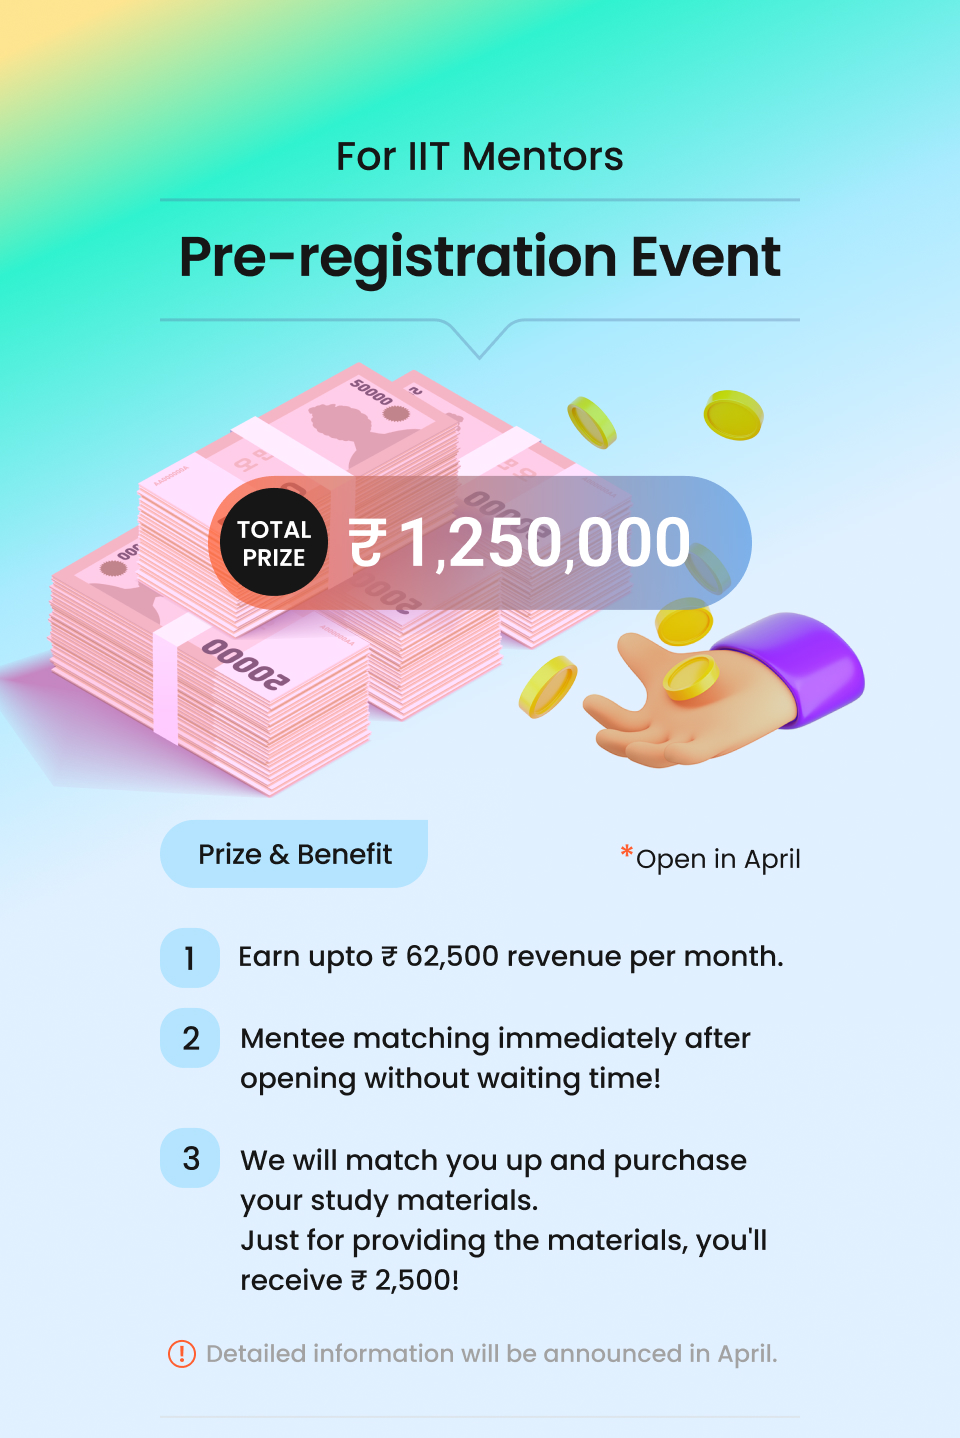 For IIT Mentors
Pre-registration Event
50000
TOTAL
PRIZE
₹ 1,250,000
50000
Prize & Benefit
*Open in April
1
Earn upto ₹ 62,500 revenue per month.
2
Mentee matching immediately after
opening without waiting time!
3
We will match you up and purchase
your study materials.
Just for providing the materials, you'll
receive ₹ 2,500!
! Detailed information will be announced in April.